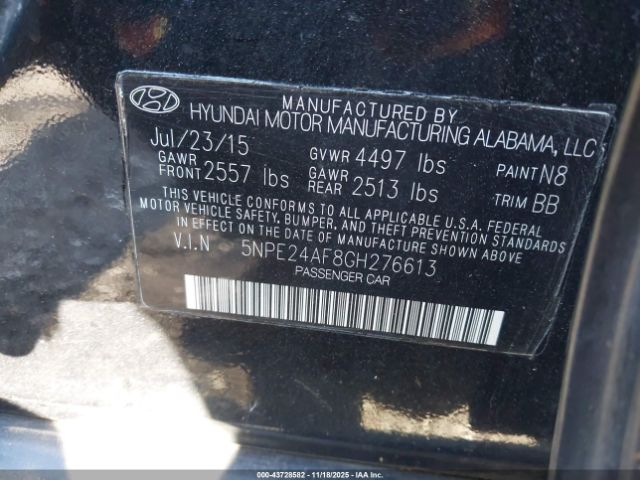 MANUFACTURED BY
HYUNDAI MOTOR MANUFACTURING ALABAMA, LLC
Jul/23/15 GVWR 4497 lbs PAINT N8
GAWR FRONT 2557 lbs GAWR REAR 2513 lbs TRIM BB
THIS VEHICLE CONFORMS TO ALL APPLICABLE U.S.A. FEDERAL
MOTOR VEHICLE SAFETY, BUMPER, AND THEFT PREVENTION STANDARDS
IN EFFECT ON THE DATE OF MANUFACTURE SHOWN ABOVE
V.I.N 5NPE24AF8GH276613
PASSENGER CAR
000-43728582 - 11/18/2025 - IAAI.COM